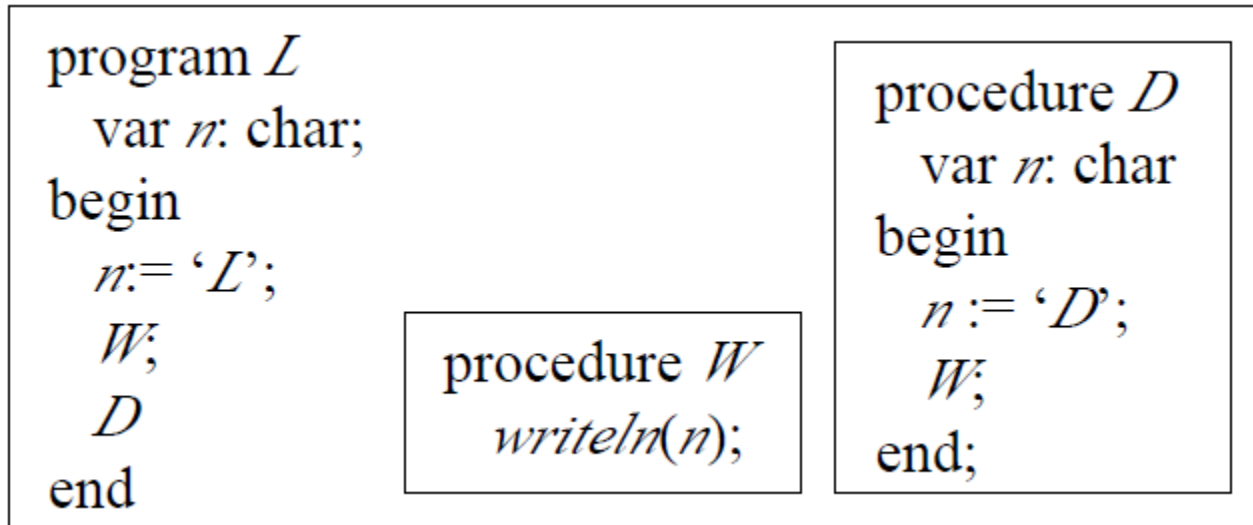 program L
var n: char;
begin
n:= ‘L’;
W;
D
end
procedure W
writeln(n);
procedure D
var n: char
begin
n := ‘D’;
W;
end;